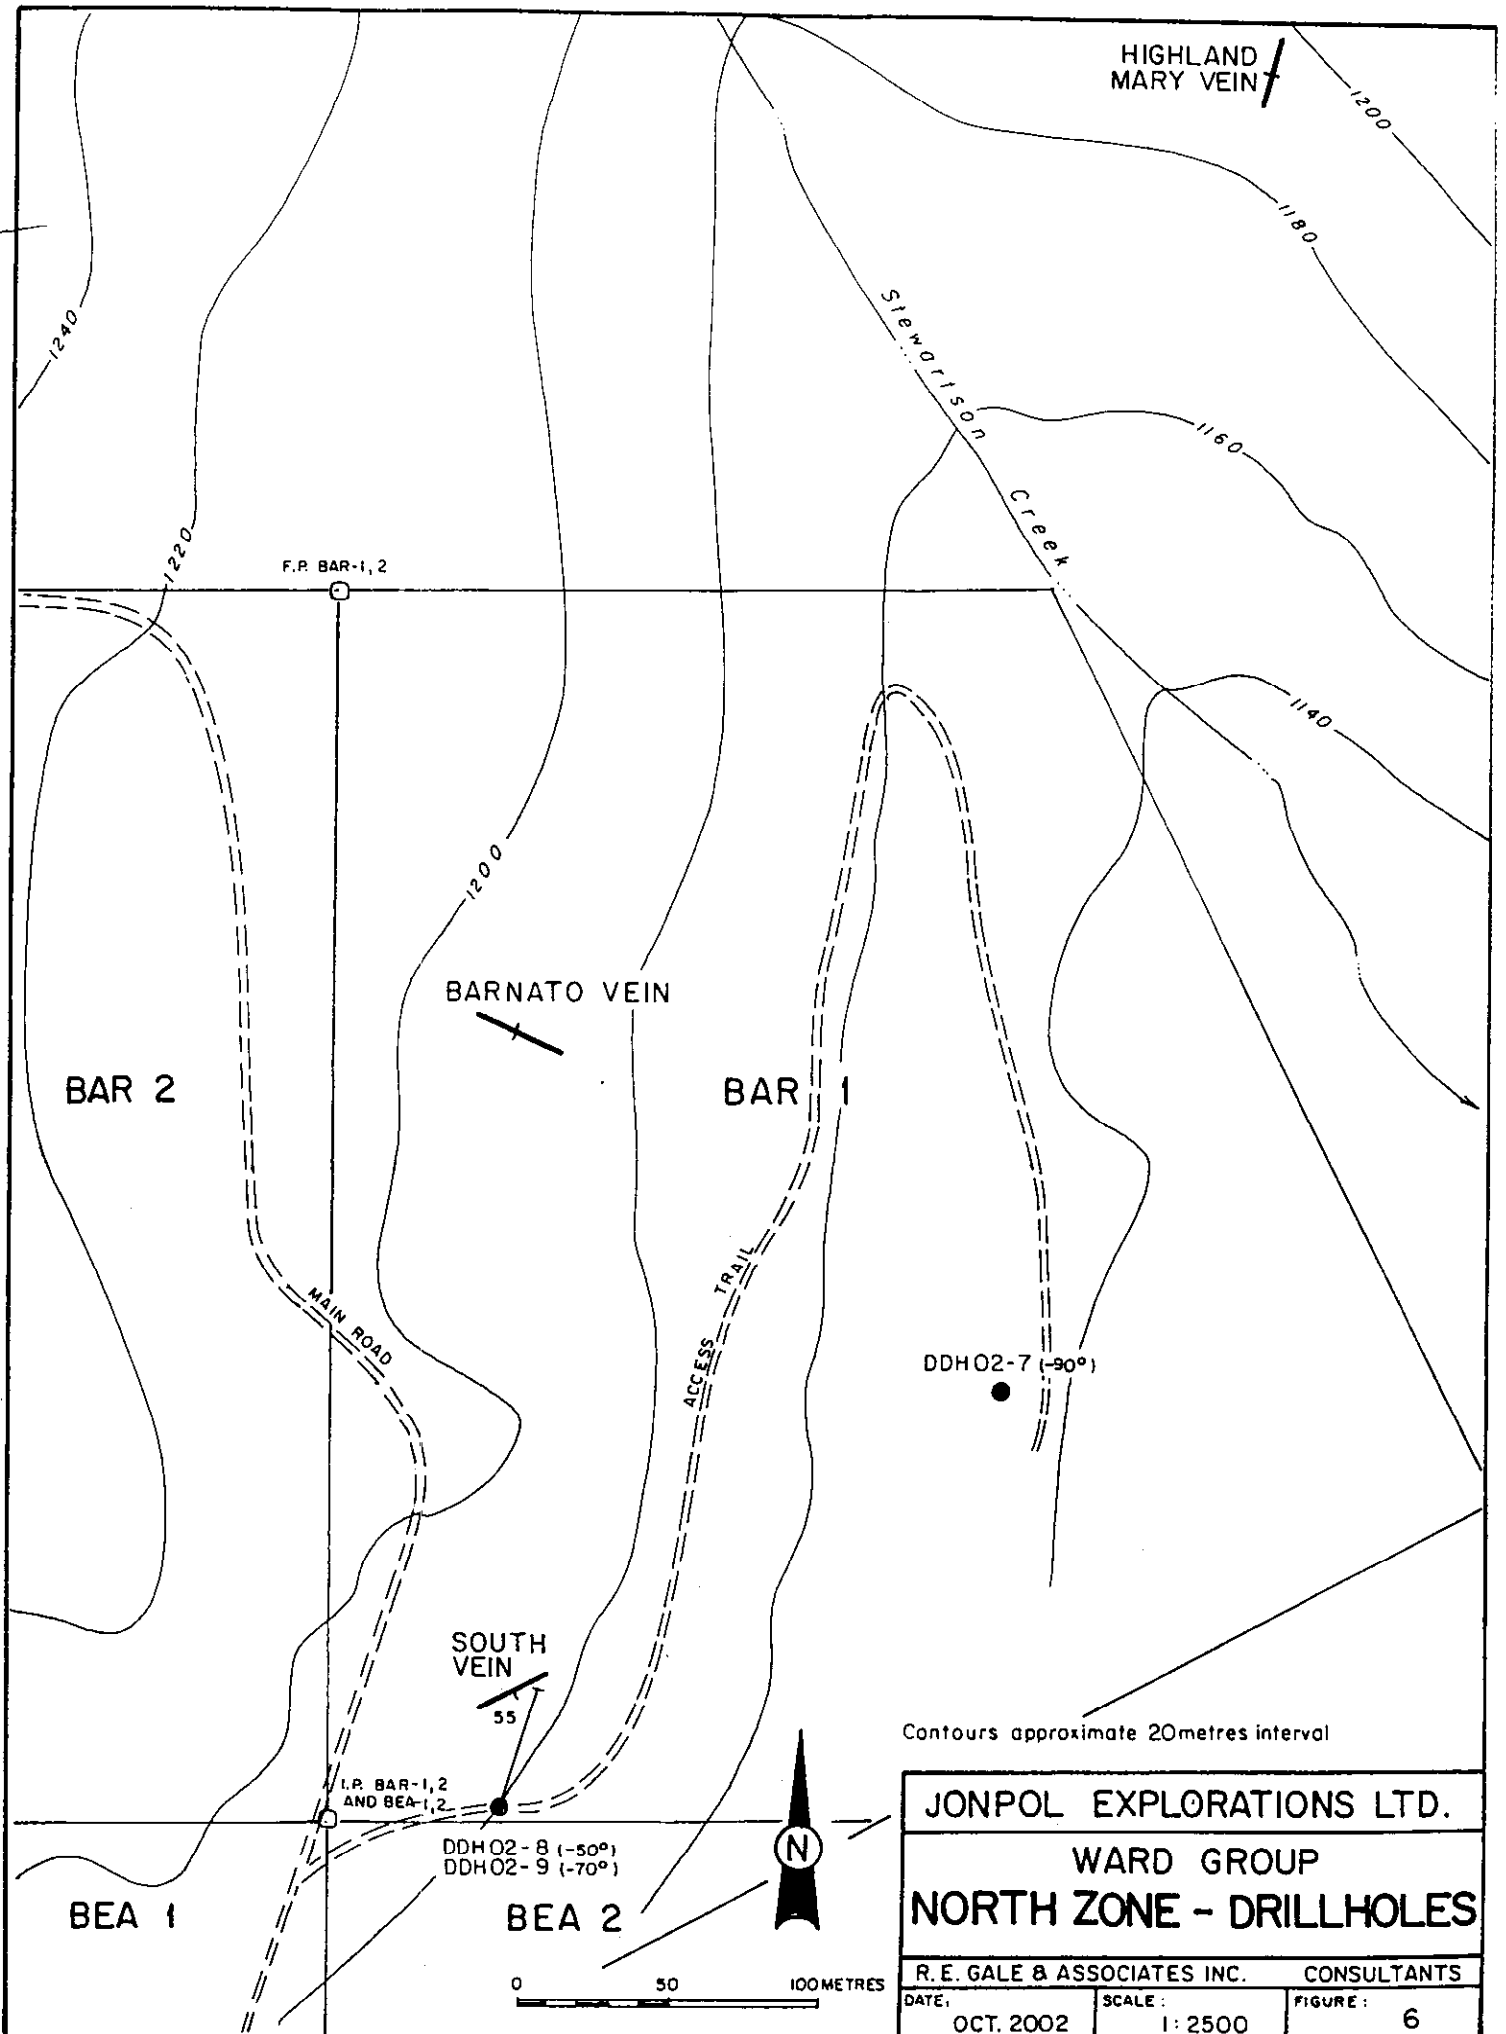 HIGHLAND
MARY VEIN
1200
1180
1240
Stewartson Creek
1160
1220
F.P. BAR-1, 2
1140
1200
BARNATO VEIN
BAR 2
BAR 1
MAIN ROAD
ACCESS TRAIL
DDH 02-7 (-90°)
SOUTH
VEIN
55
Contours approximate 20 metres interval
I.P. BAR-1, 2
AND BEA-1, 2
DDH 02-8 (-50°)
DDH 02-9 (-70°)
N
BEA 1
BEA 2
0 50 100 METRES
JONPOL EXPLORATIONS LTD.
WARD GROUP
NORTH ZONE - DRILLHOLES
R. E. GALE & ASSOCIATES INC. CONSULTANTS
DATE: OCT. 2002
SCALE: 1: 2500
FIGURE: 6